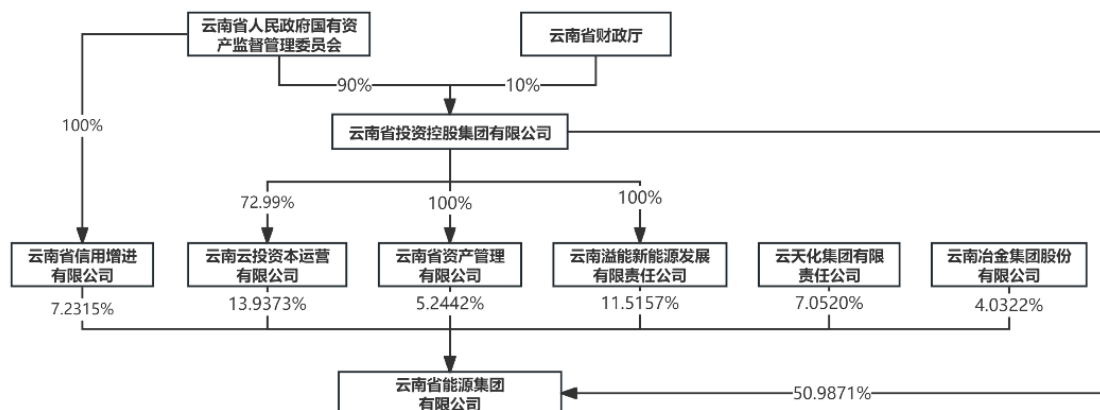 云南省人民政府国有资
产监督管理委员会
云南省财政厅
90%
10%
100%
云南省投资控股集团有限公司
72.99%
100%
100%
云南省信用增进
有限公司
云南云投资本运营
有限公司
云南省资产管理
有限公司
云南溢能新能源发展
有限责任公司
云天化集团有限
责任公司
云南冶金集团股份
有限公司
7.2315%
13.9373%
5.2442%
11.5157%
7.0520%
4.0322%
云南省能源集团
有限公司
50.9871%